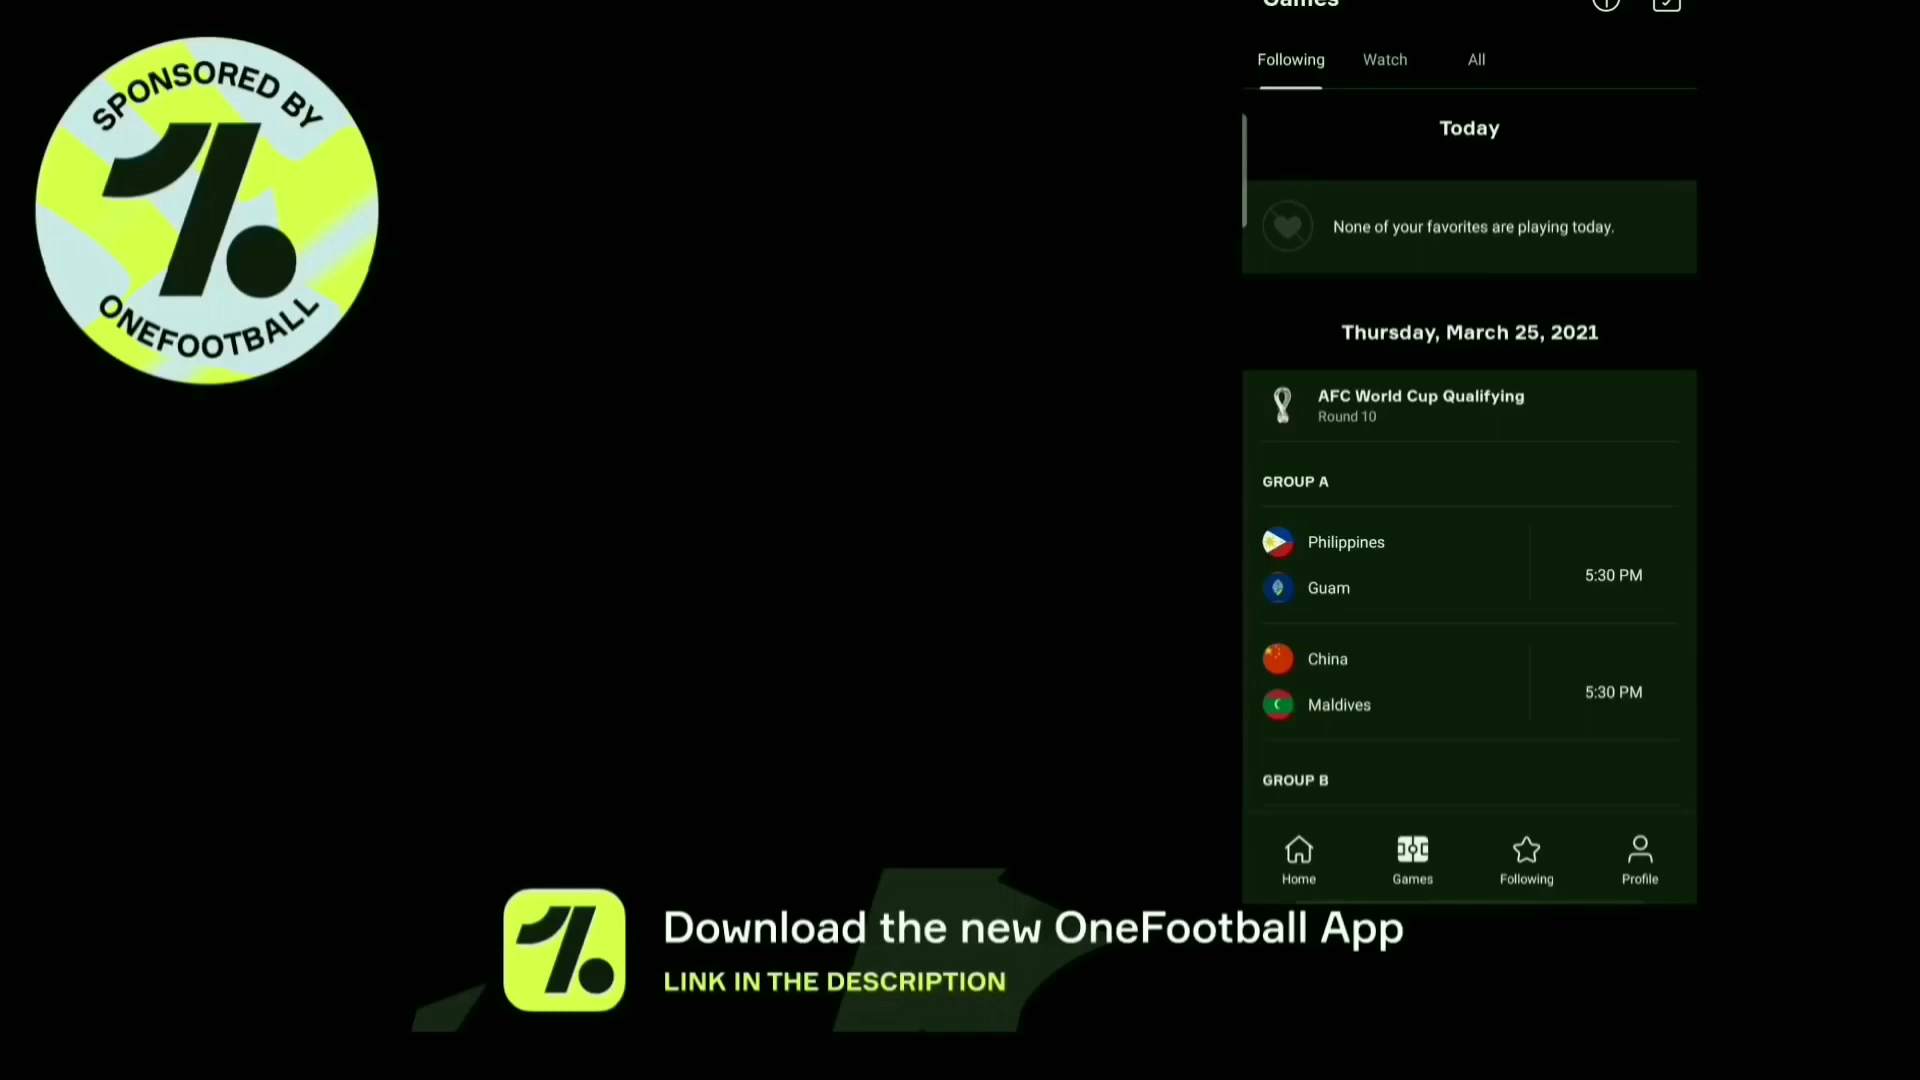 SPONSORED BY
ONEFOOTBALL
Games
Following
Watch
All
Today
None of your favorites are playing today.
Thursday, March 25, 2021
AFC World Cup Qualifying
Round 10
GROUP A
Philippines
Guam
5:30 PM
China
Maldives
5:30 PM
GROUP B
Home
Games
Following
Profile
Download the new OneFootball App
LINK IN THE DESCRIPTION